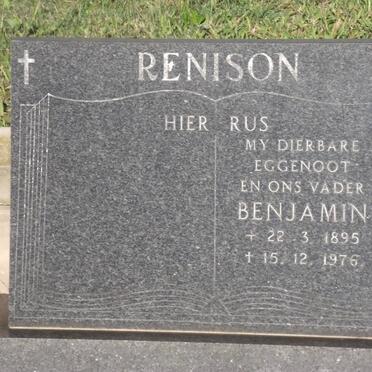 RENISON
HIER RUS
MY DIERBARE
EGGENOOT
EN ONS VADER
BENJAMIN
+ 22. 3. 1895
† 15. 12. 1976.